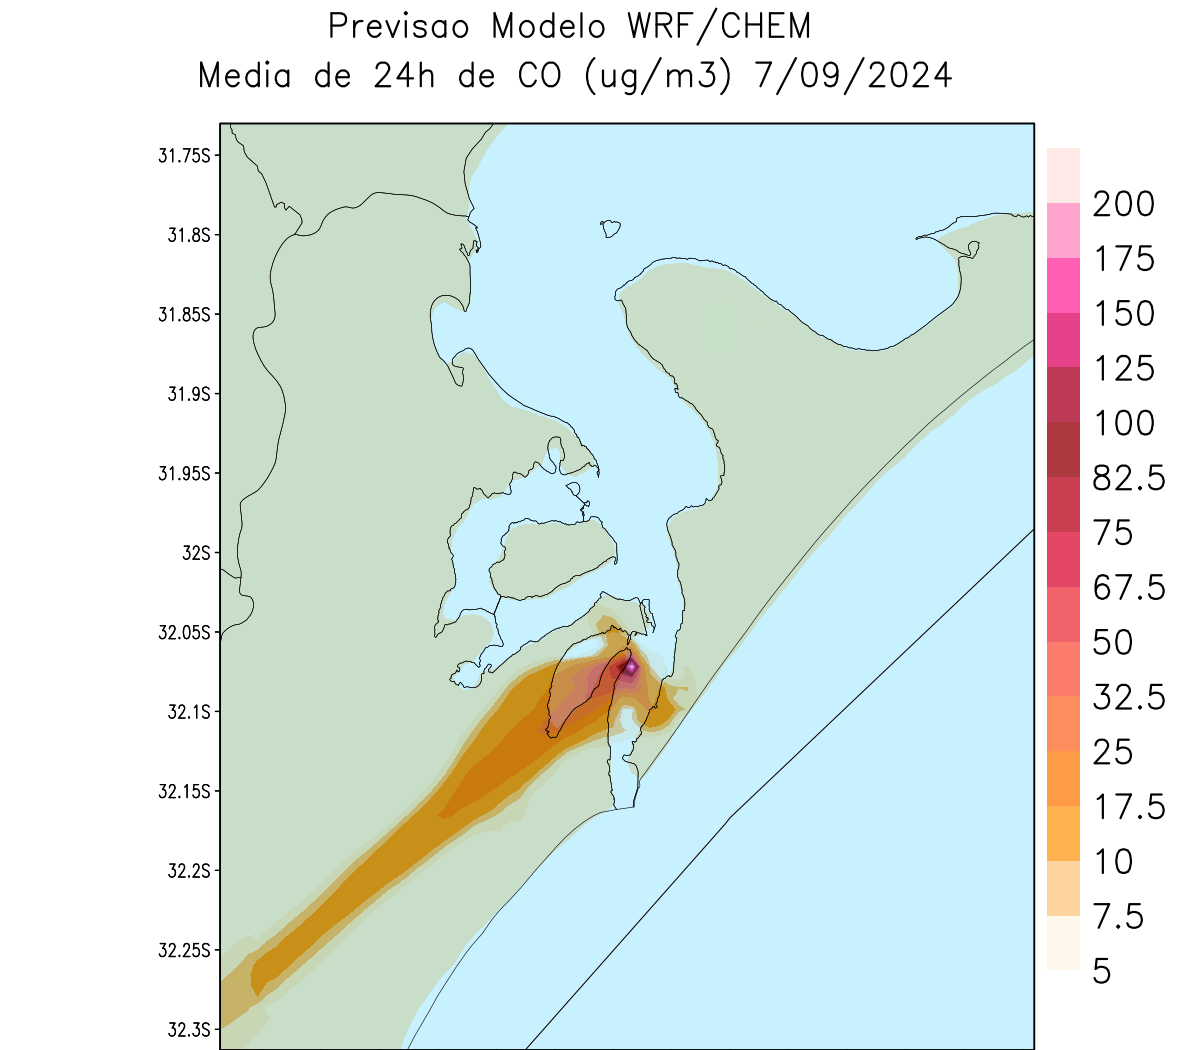 Previsao Modelo WRF/CHEM
Media de 24h de CO (ug/m3) 7/09/2024
31.75S
31.8S
31.85S
31.9S
31.95S
32S
32.05S
32.1S
32.15S
32.2S
32.25S
32.3S
200
175
150
125
100
82.5
75
67.5
50
32.5
25
17.5
10
7.5
5